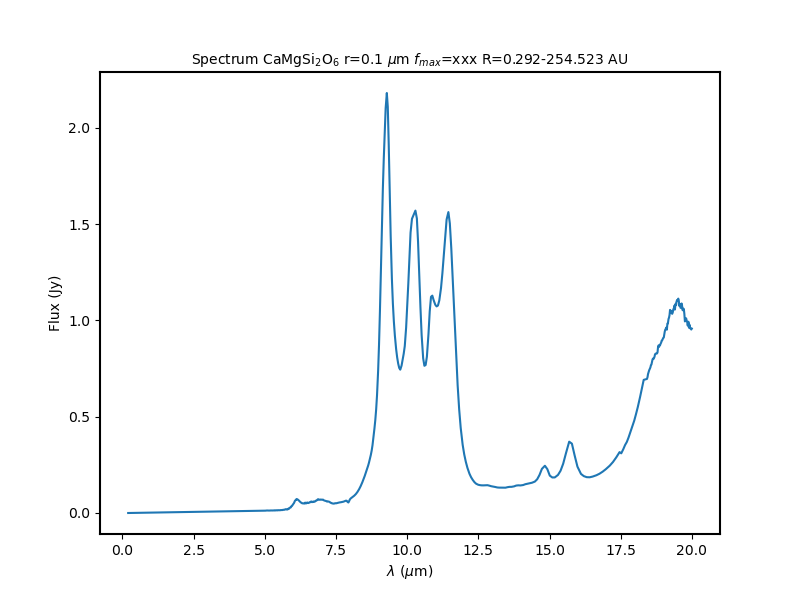 Spectrum CaMgSi₂O₆ r=0.1 μm f_max=xxx R=0.292-254.523 AU
Flux (Jy)
2.0
1.5
1.0
0.5
0.0
0.0 2.5 5.0 7.5 10.0 12.5 15.0 17.5 20.0
λ (μm)